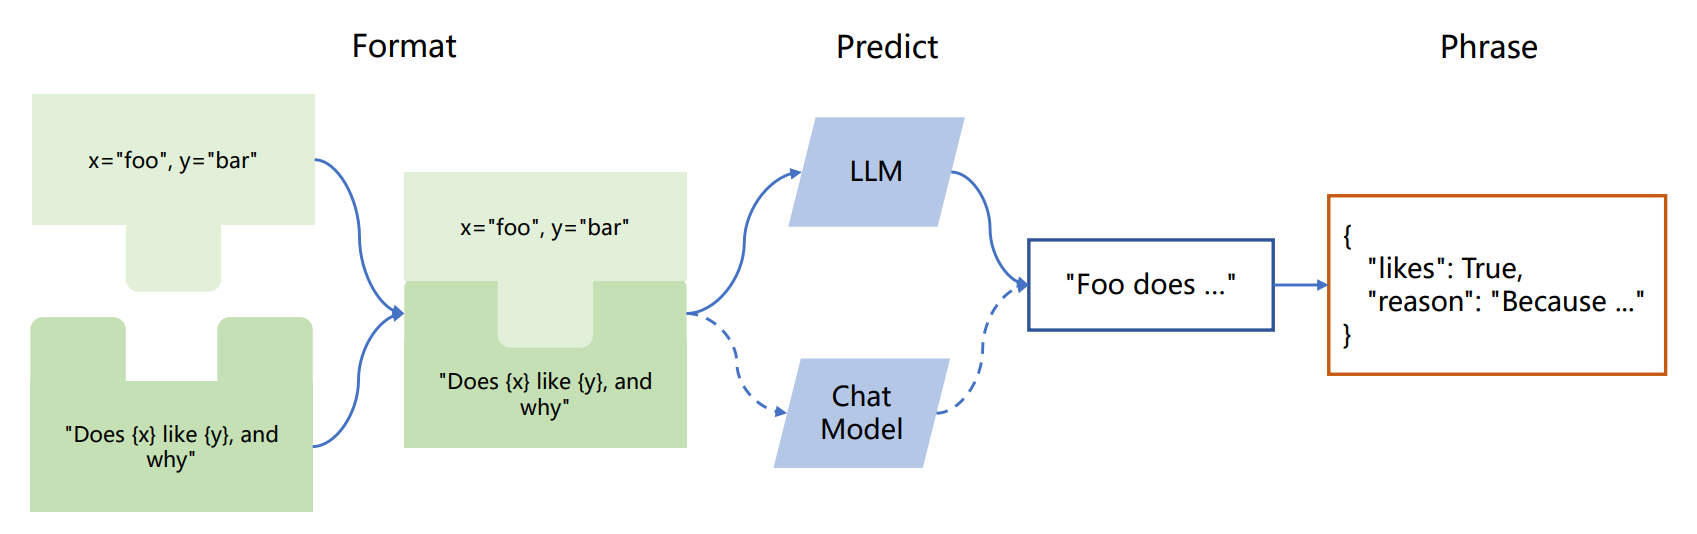 Format
Predict
Phrase
x="foo", y="bar"
"Does {x} like {y}, and
why"
x="foo", y="bar"
"Does {x} like {y}, and
why"
LLM
Chat
Model
"Foo does ..."
{
"likes": True,
"reason": "Because ..."
}